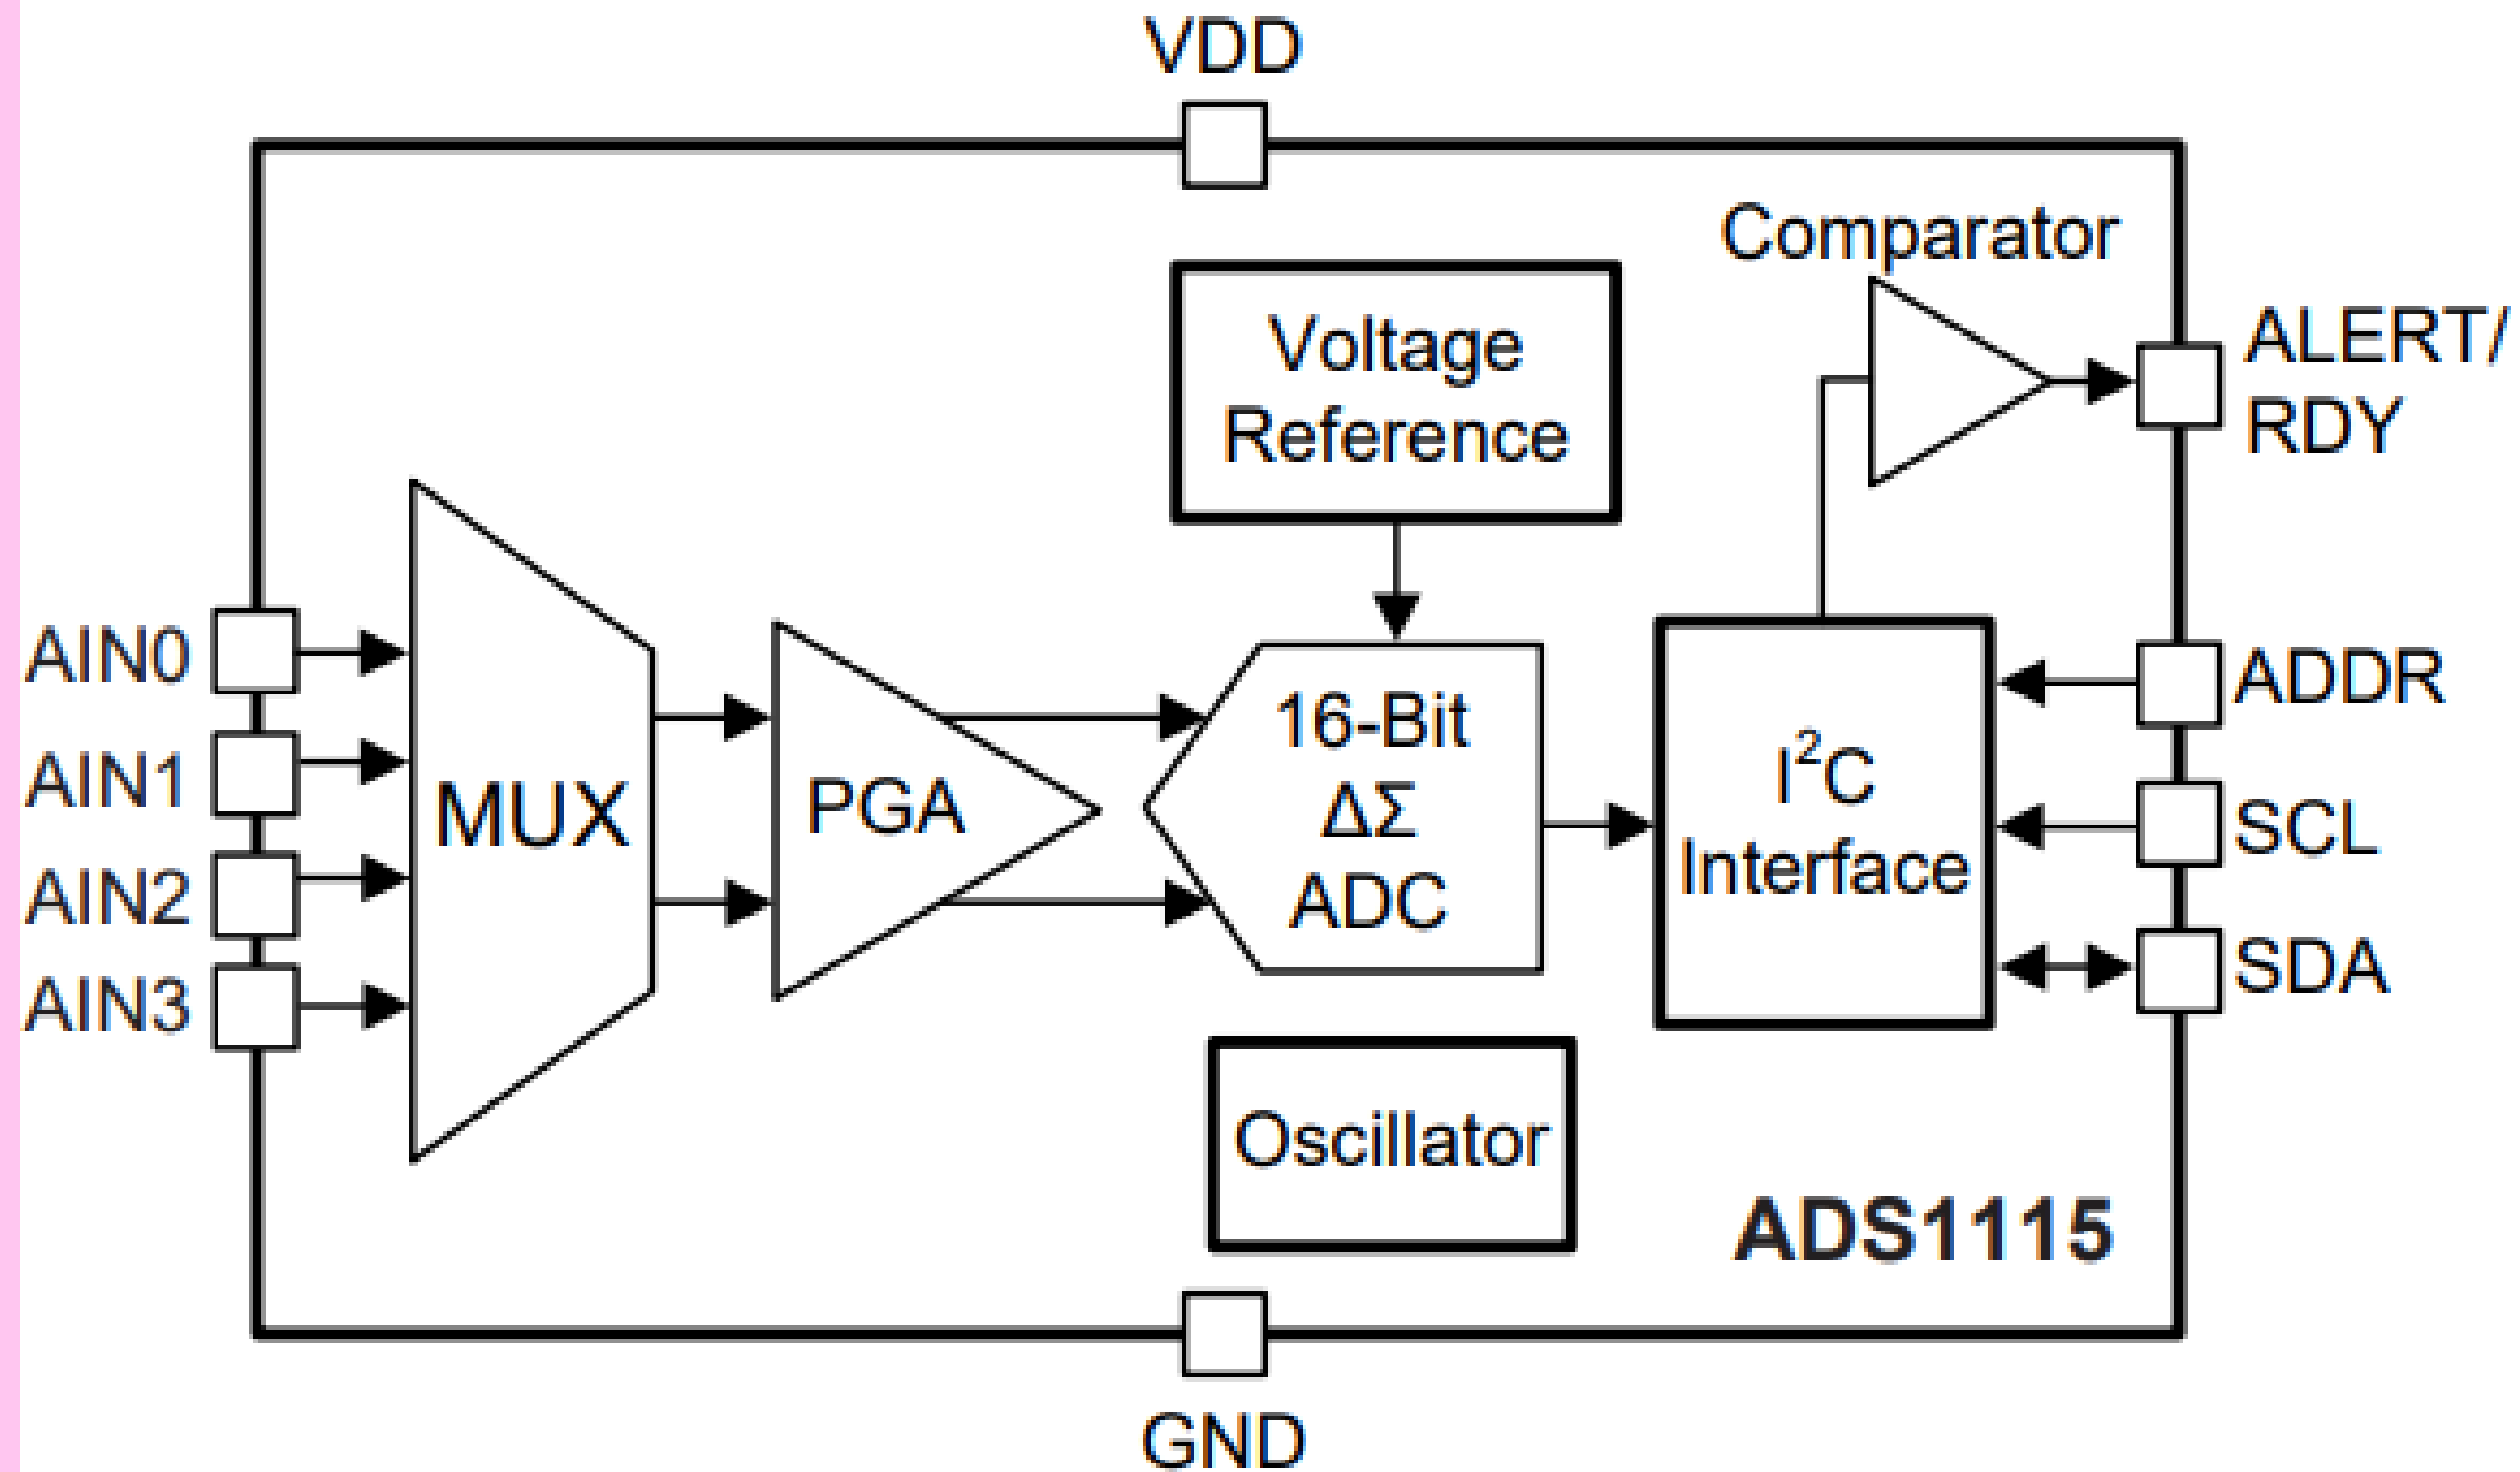 VDD
Comparator
Voltage
Reference
ALERT/
RDY
AIN0
AIN1
AIN2
AIN3
MUX
PGA
16-Bit
ΔΣ
ADC
I²C
Interface
ADDR
SCL
SDA
Oscillator
ADS1115
GND